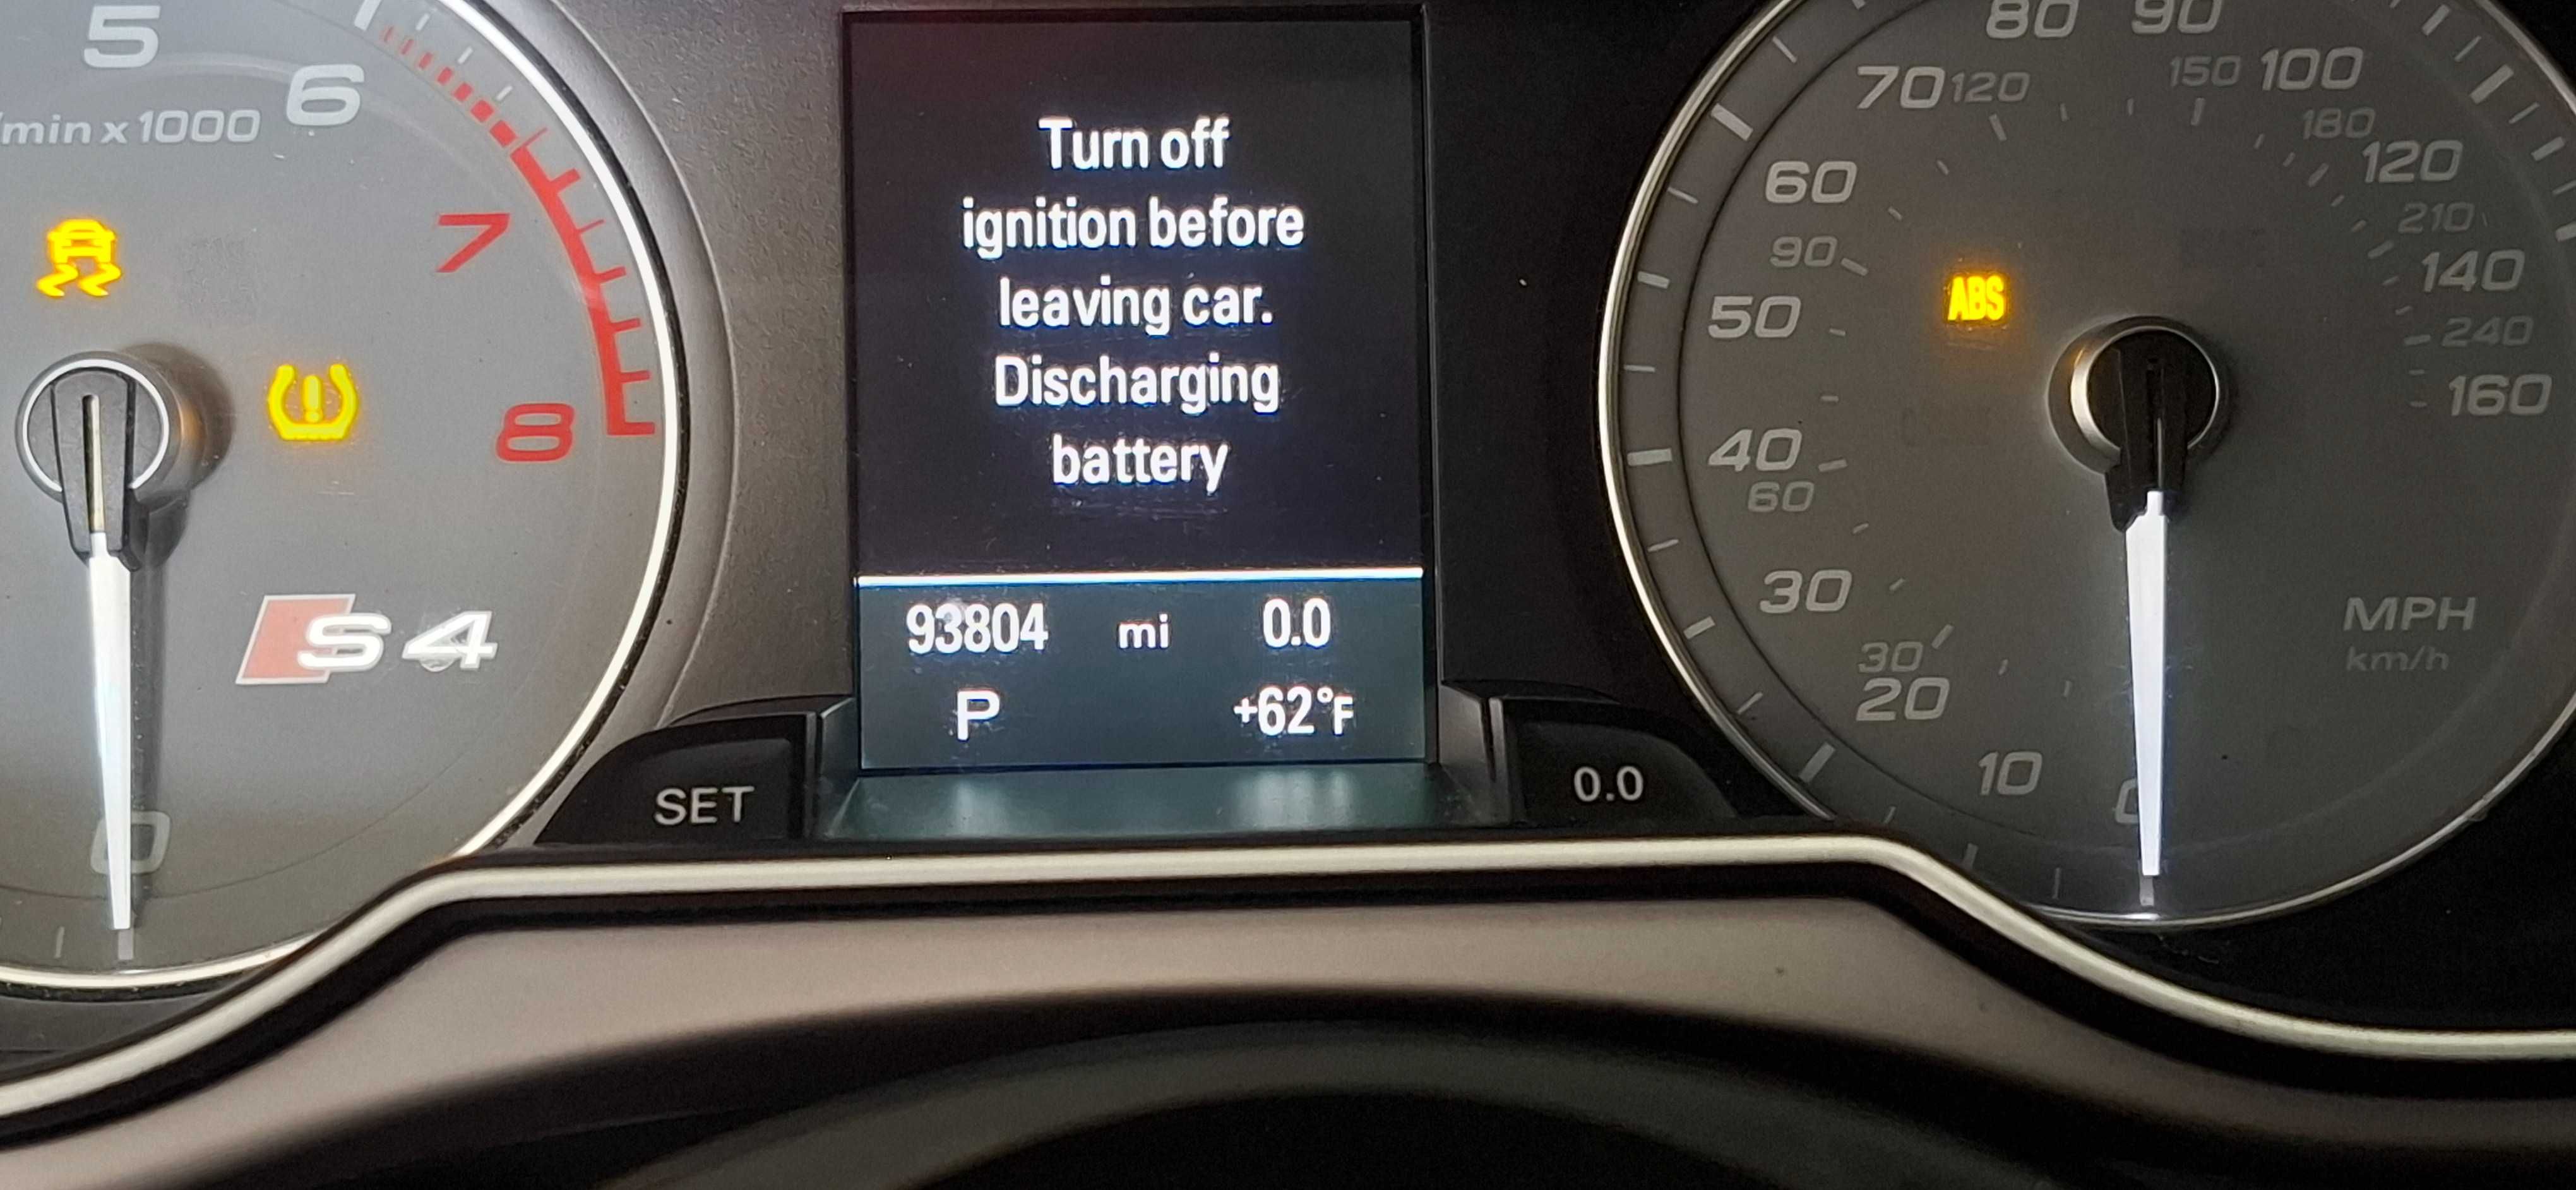 5
6
/min x 1000
7
8
S4
0
Turn off
ignition before
leaving car.
Discharging
battery
93804 mi 0.0
P +62°F
SET
0.0
80 90
70 120 150 100
180
60 120
90 210
50 ABS 140
240
40 160
60
30 MPH
km/h
30
20
10
0